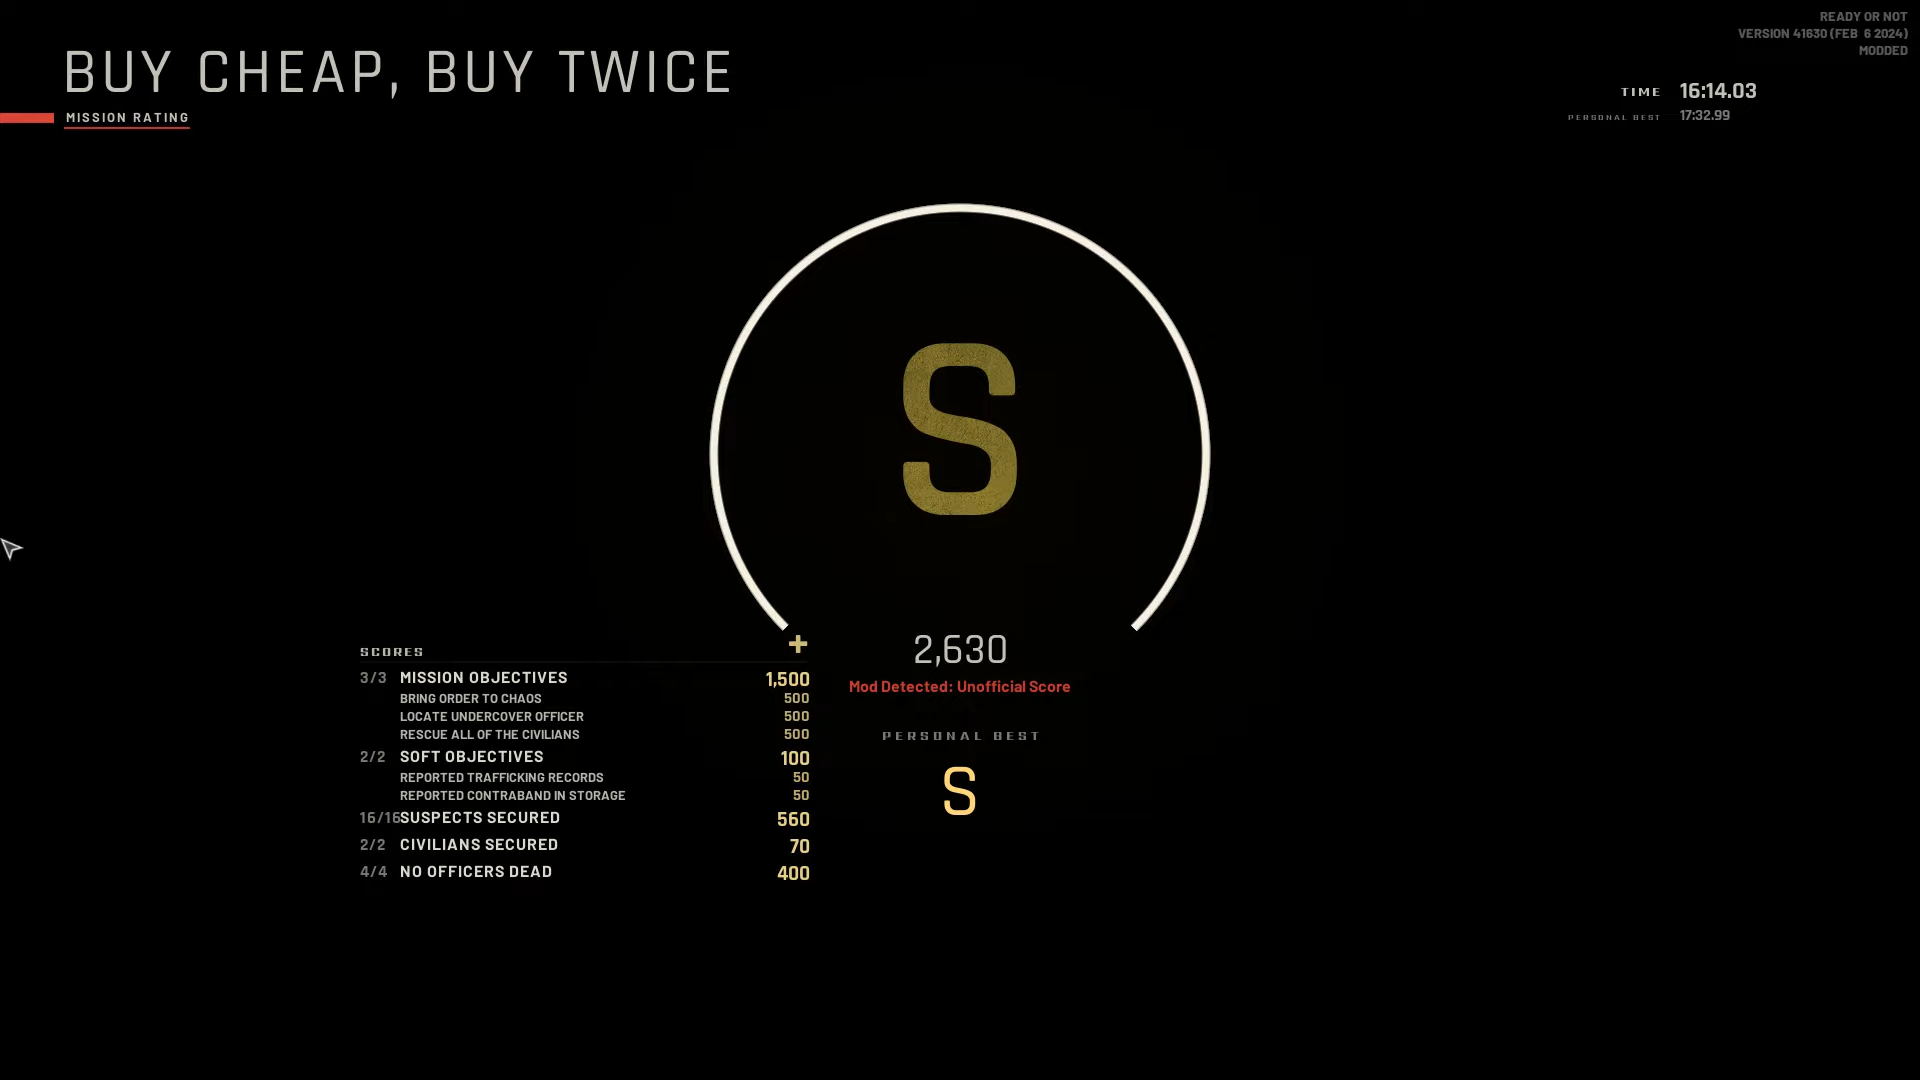 READY OR NOT
VERSION 41630 (FEB 6 2024)
MODDED
BUY CHEAP, BUY TWICE
MISSION RATING
TIME 16:14.03
PERSONAL BEST 17:32.99
S
2,630
Mod Detected: Unofficial Score
PERSONAL BEST
S
SCORES +
3/3 MISSION OBJECTIVES 1,500
BRING ORDER TO CHAOS 500
LOCATE UNDERCOVER OFFICER 500
RESCUE ALL OF THE CIVILIANS 500
2/2 SOFT OBJECTIVES 100
REPORTED TRAFFICKING RECORDS 50
REPORTED CONTRABAND IN STORAGE 50
16/16 SUSPECTS SECURED 560
2/2 CIVILIANS SECURED 70
4/4 NO OFFICERS DEAD 400